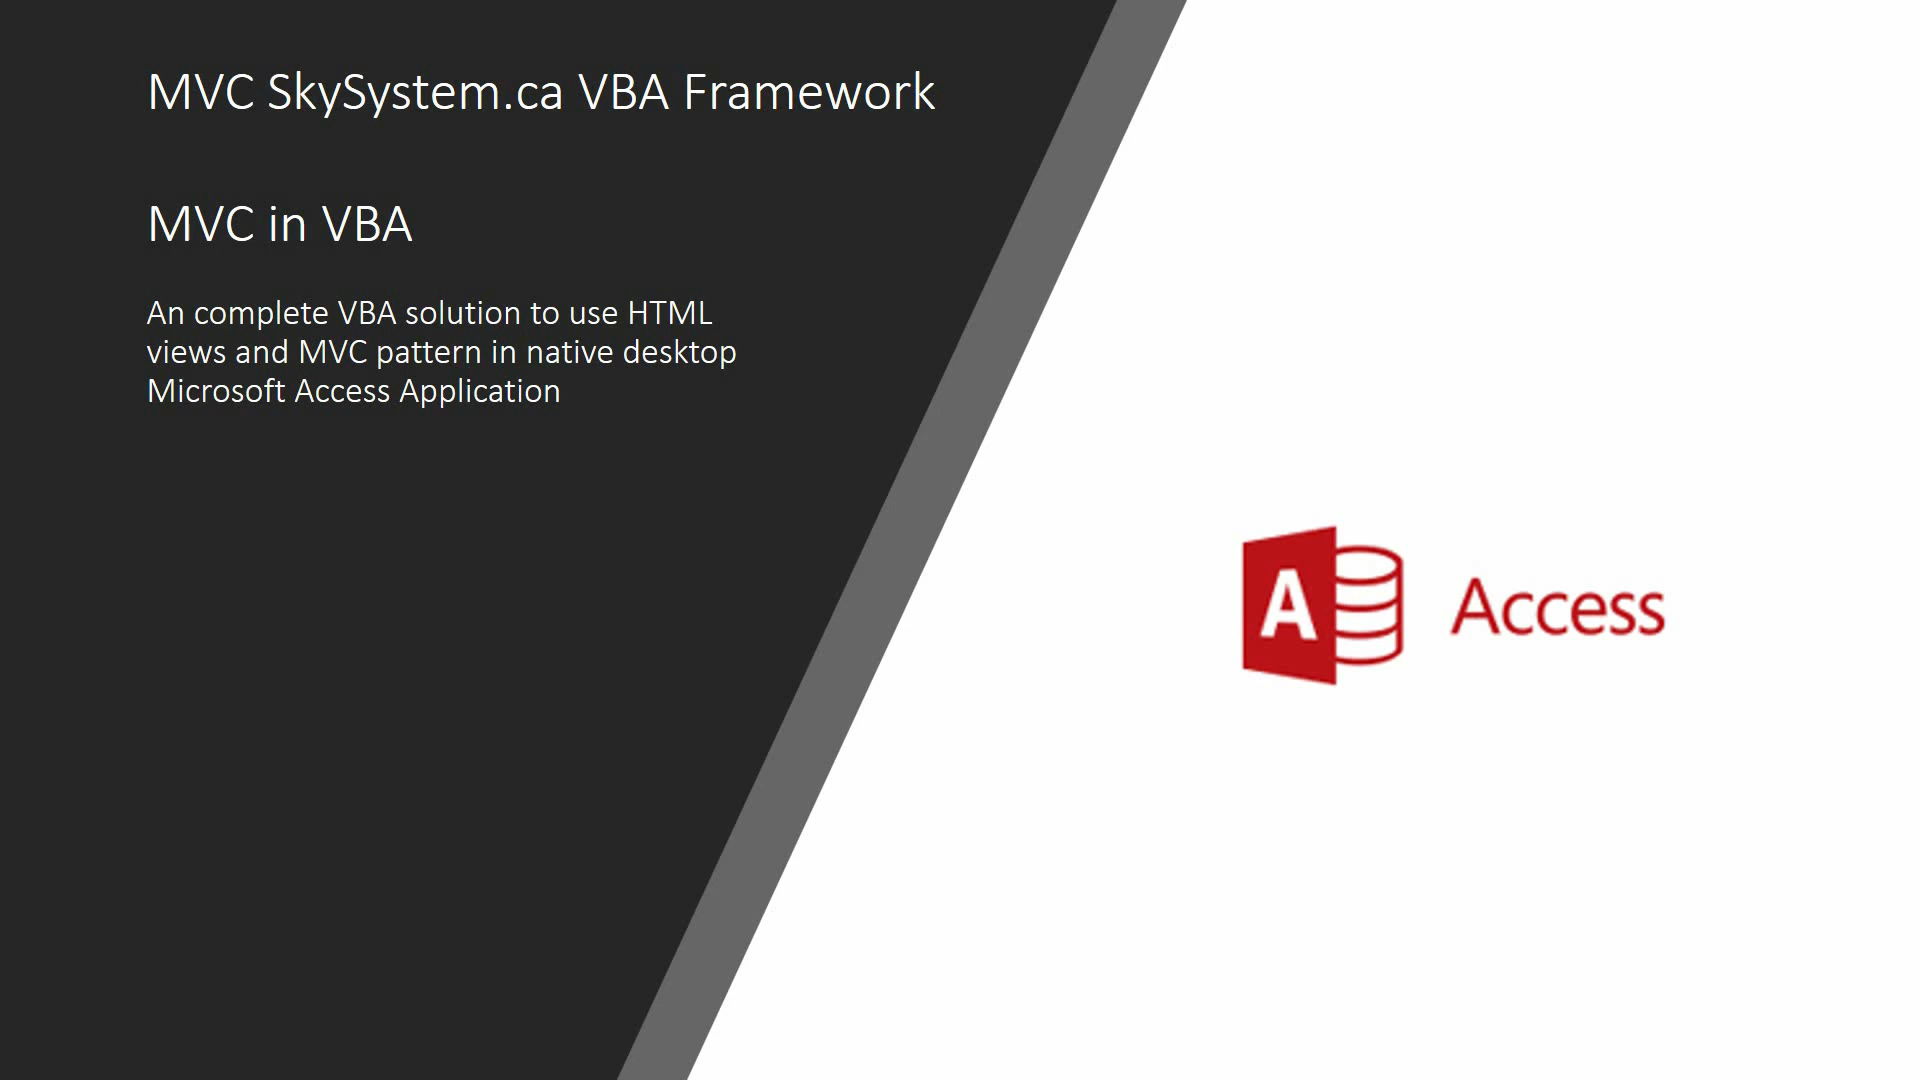 MVC SkySystem.ca VBA Framework
MVC in VBA
An complete VBA solution to use HTML
views and MVC pattern in native desktop
Microsoft Access Application
A
Access